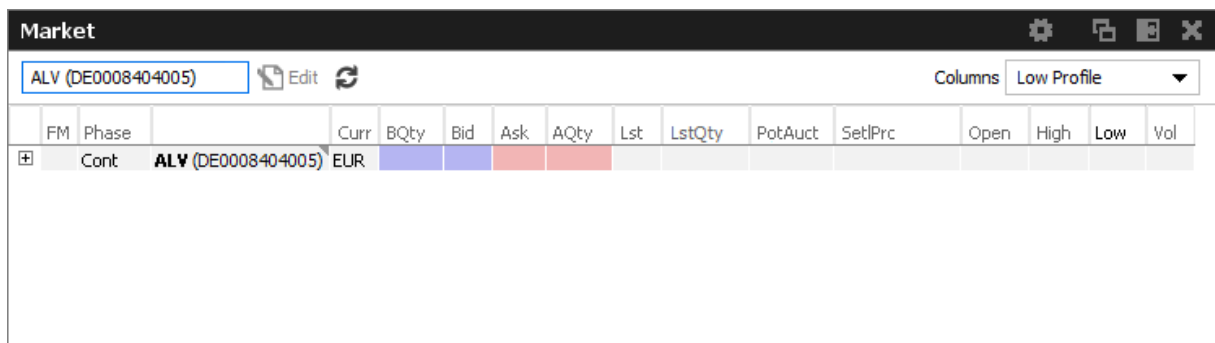 Market
ALV (DE0008404005) Edit Columns Low Profile
FM Phase Curr BQty Bid Ask AQty Lst LstQty PotAuct SetlPrc Open High Low Vol
Cont ALV (DE0008404005) EUR